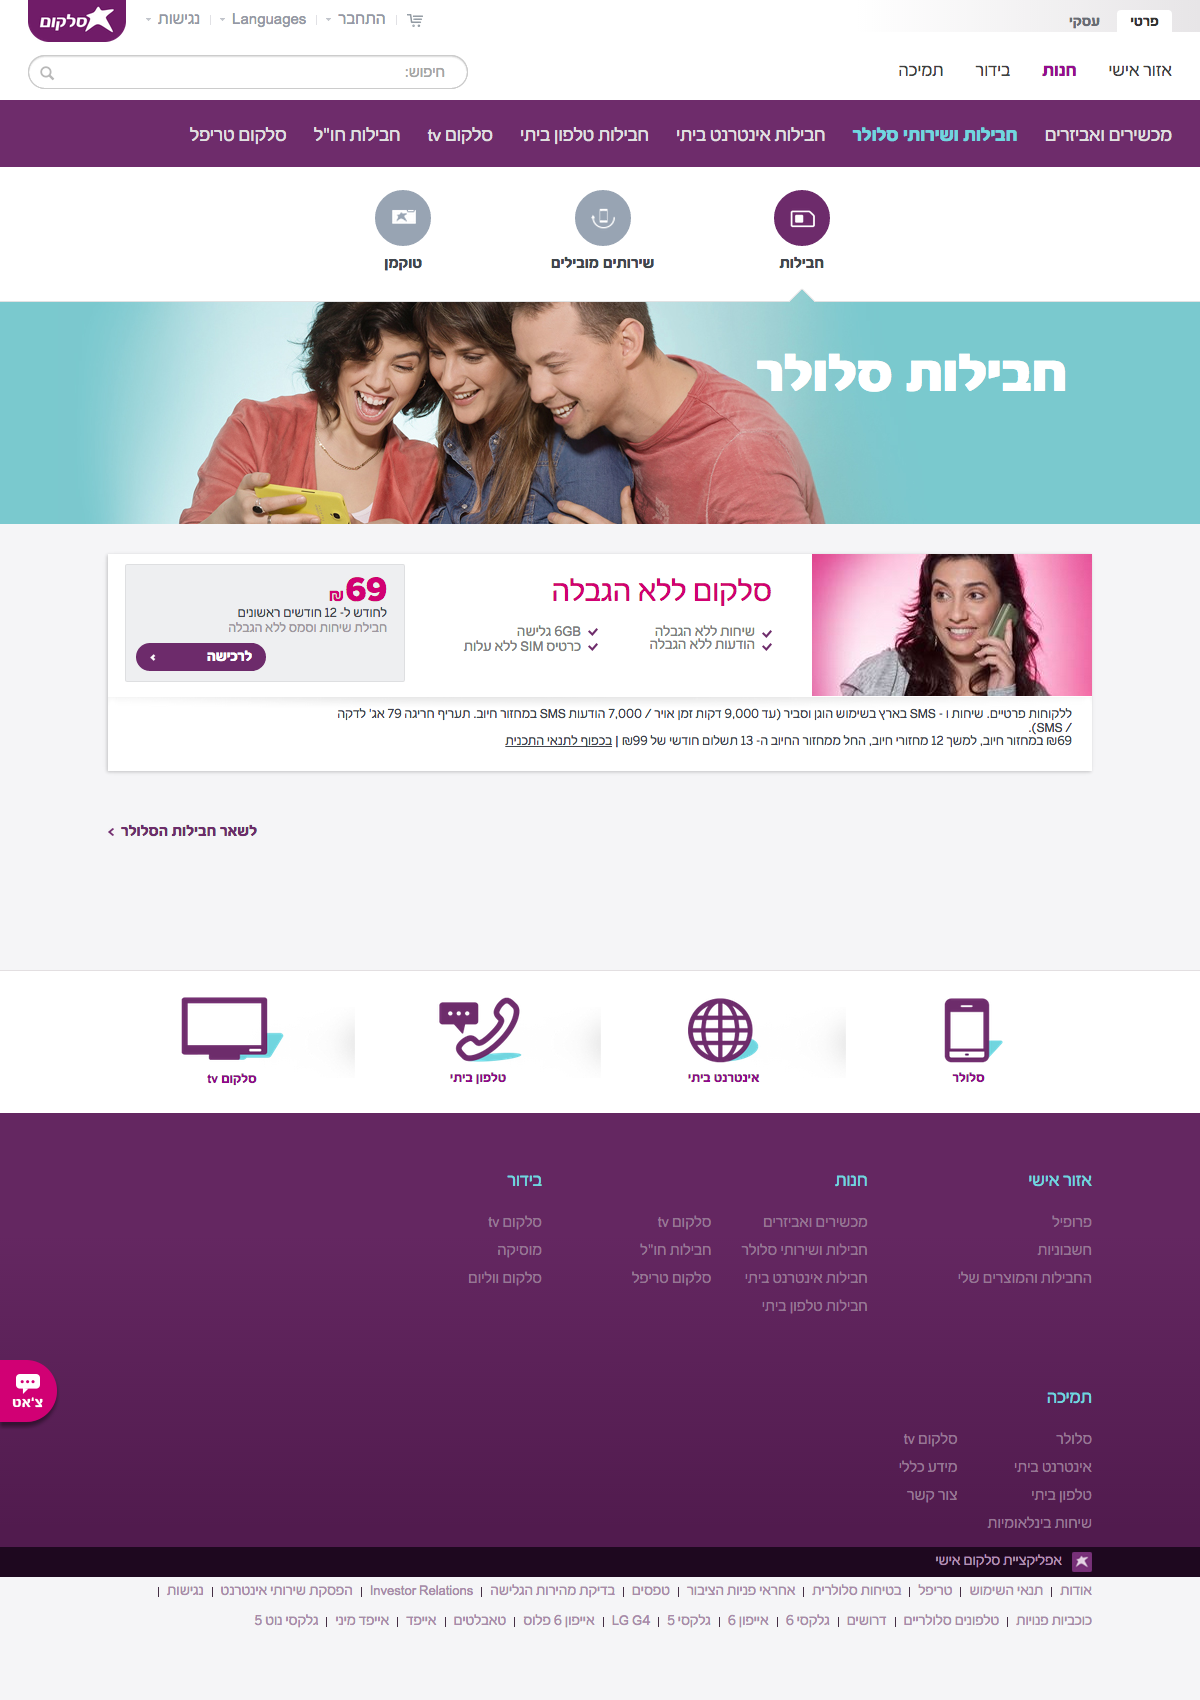 פרטי
עסקי
התחבר
Languages
נגישות
סלקום
אזור אישי
חנות
בידור
תמיכה
חיפוש:
מכשירים ואביזרים
חבילות ושירותי סלולר
חבילות אינטרנט ביתי
חבילות טלפון ביתי
סלקום tv
חבילות חו"ל
סלקום טריפל
חבילות
שירותים מובילים
טוקמן
חבילות סלולר
סלקום ללא הגבלה
שיחות ללא הגבלה
הודעות ללא הגבלה
6GB גלישה
כרטיס SIM ללא עלות
69₪
לחודש ל- 12 חודשים ראשונים
חבילת שיחות וסמס ללא הגבלה
לרכישה
ללקוחות פרטיים. שיחות ו - SMS בארץ בשימוש הוגן וסביר (עד 9,000 דקות זמן אויר / 7,000 הודעות SMS במחזור חיוב. תעריף חריגה 79 אג' לדקה
/ SMS).
69₪ במחזור חיוב, למשך 12 מחזורי חיוב, החל ממחזור החיוב ה- 13 תשלום חודשי של 99₪ | בכפוף לתנאי התכנית
לשאר חבילות הסלולר
סלולר
אינטרנט ביתי
טלפון ביתי
סלקום tv
אזור אישי
פרופיל
חשבוניות
החבילות והמוצרים שלי
חנות
מכשירים ואביזרים
חבילות ושירותי סלולר
חבילות אינטרנט ביתי
חבילות טלפון ביתי
סלקום tv
חבילות חו"ל
סלקום טריפל
בידור
סלקום tv
מוסיקה
סלקום ווליום
צ'אט
תמיכה
סלולר
אינטרנט ביתי
טלפון ביתי
שיחות בינלאומיות
סלקום tv
מידע כללי
צור קשר
אפליקציית סלקום אישי
אודות | תנאי השימוש | טריפל | בטיחות סלולרית | אחראי פניות הציבור | טפסים | בדיקת מהירות הגלישה | Investor Relations | הפסקת שירותי אינטרנט | נגישות |
כוכביות פנויות | טלפונים סלולריים | דרושים | גלקסי 6 | אייפון 6 | גלקסי 5 | LG G4 | אייפון 6 פלוס | טאבלטים | אייפד | אייפד מיני | גלקסי נוט 5